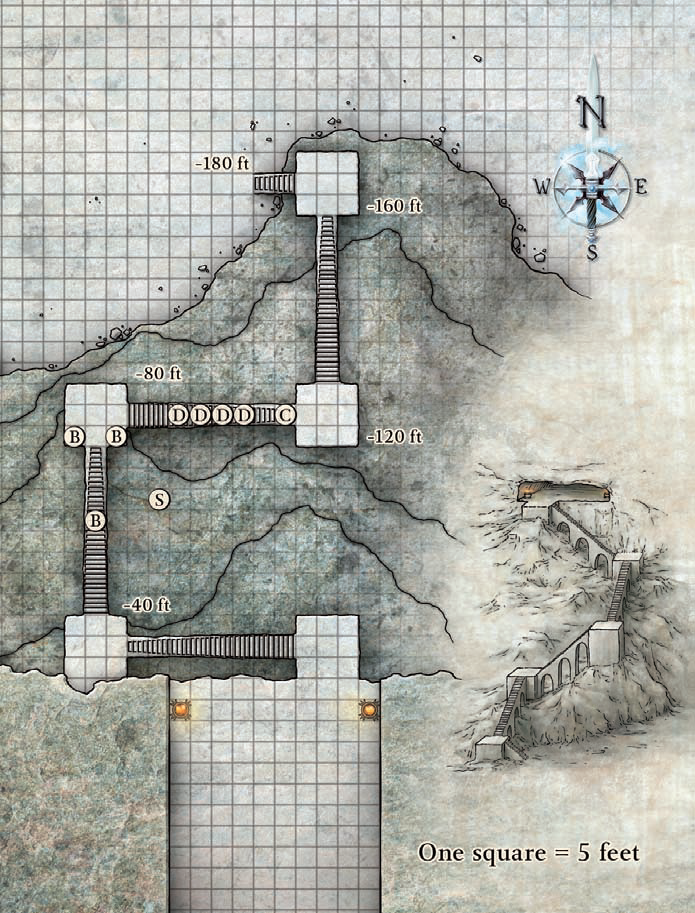 N
W E
S
-180 ft
-160 ft
-80 ft
D D D D C
B B
-120 ft
S
B
-40 ft
One square = 5 feet